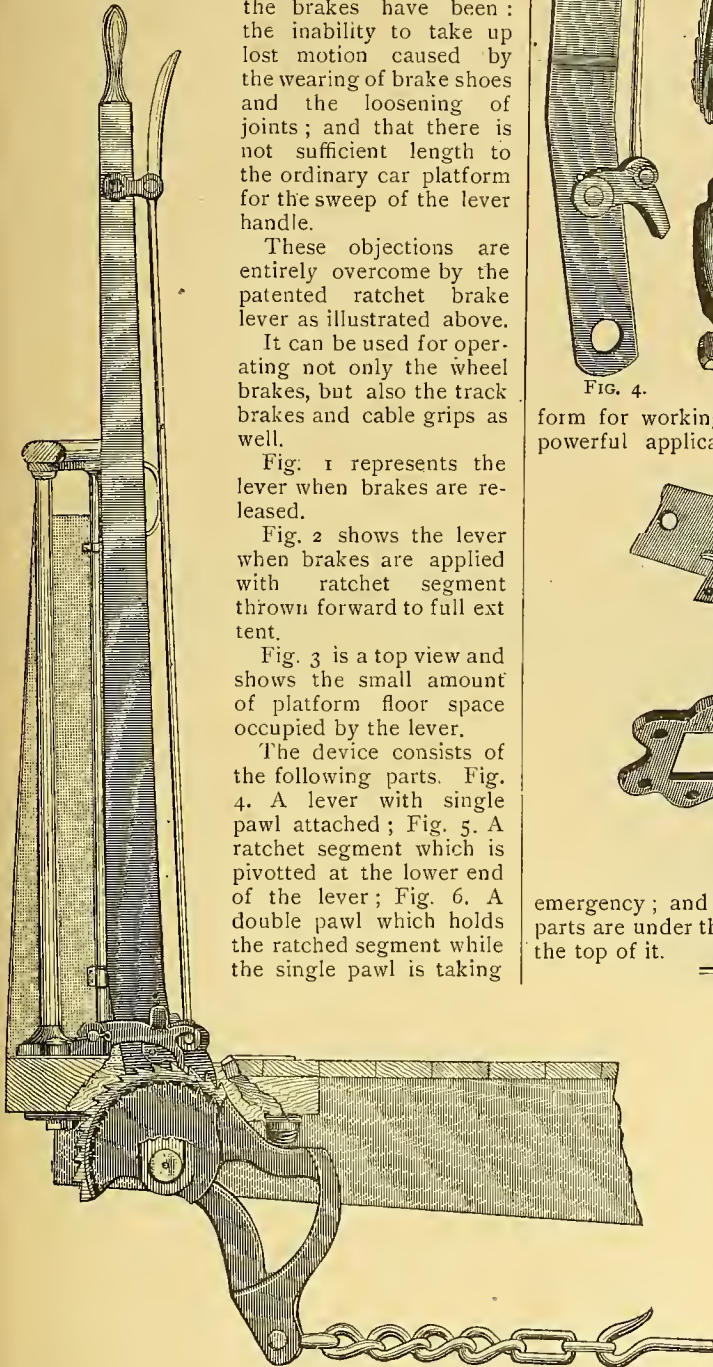 the brakes have been :
the inability to take up
lost motion caused by
the wearing of brake shoes
and the loosening of
joints ; and that there is
not sufficient length to
the ordinary car platform
for the sweep of the lever
handle.
These objections are
entirely overcome by the
patented ratchet brake
lever as illustrated above.
It can be used for oper-
ating not only the wheel
brakes, but also the track
brakes and cable grips as
well.
Fig. 1 represents the
lever when brakes are re-
leased.
Fig. 2 shows the lever
when brakes are applied
with ratchet segment
thrown forward to full ext
tent.
Fig. 3 is a top view and
shows the small amount
of platform floor space
occupied by the lever.
The device consists of
the following parts. Fig.
4. A lever with single
pawl attached ; Fig. 5. A
ratchet segment which is
pivotted at the lower end
of the lever ; Fig. 6. A
double pawl which holds
the ratched segment while
the single pawl is taking
FIG. 4.
form for workin
powerful applica
emergency ; and
parts are under th
the top of it.